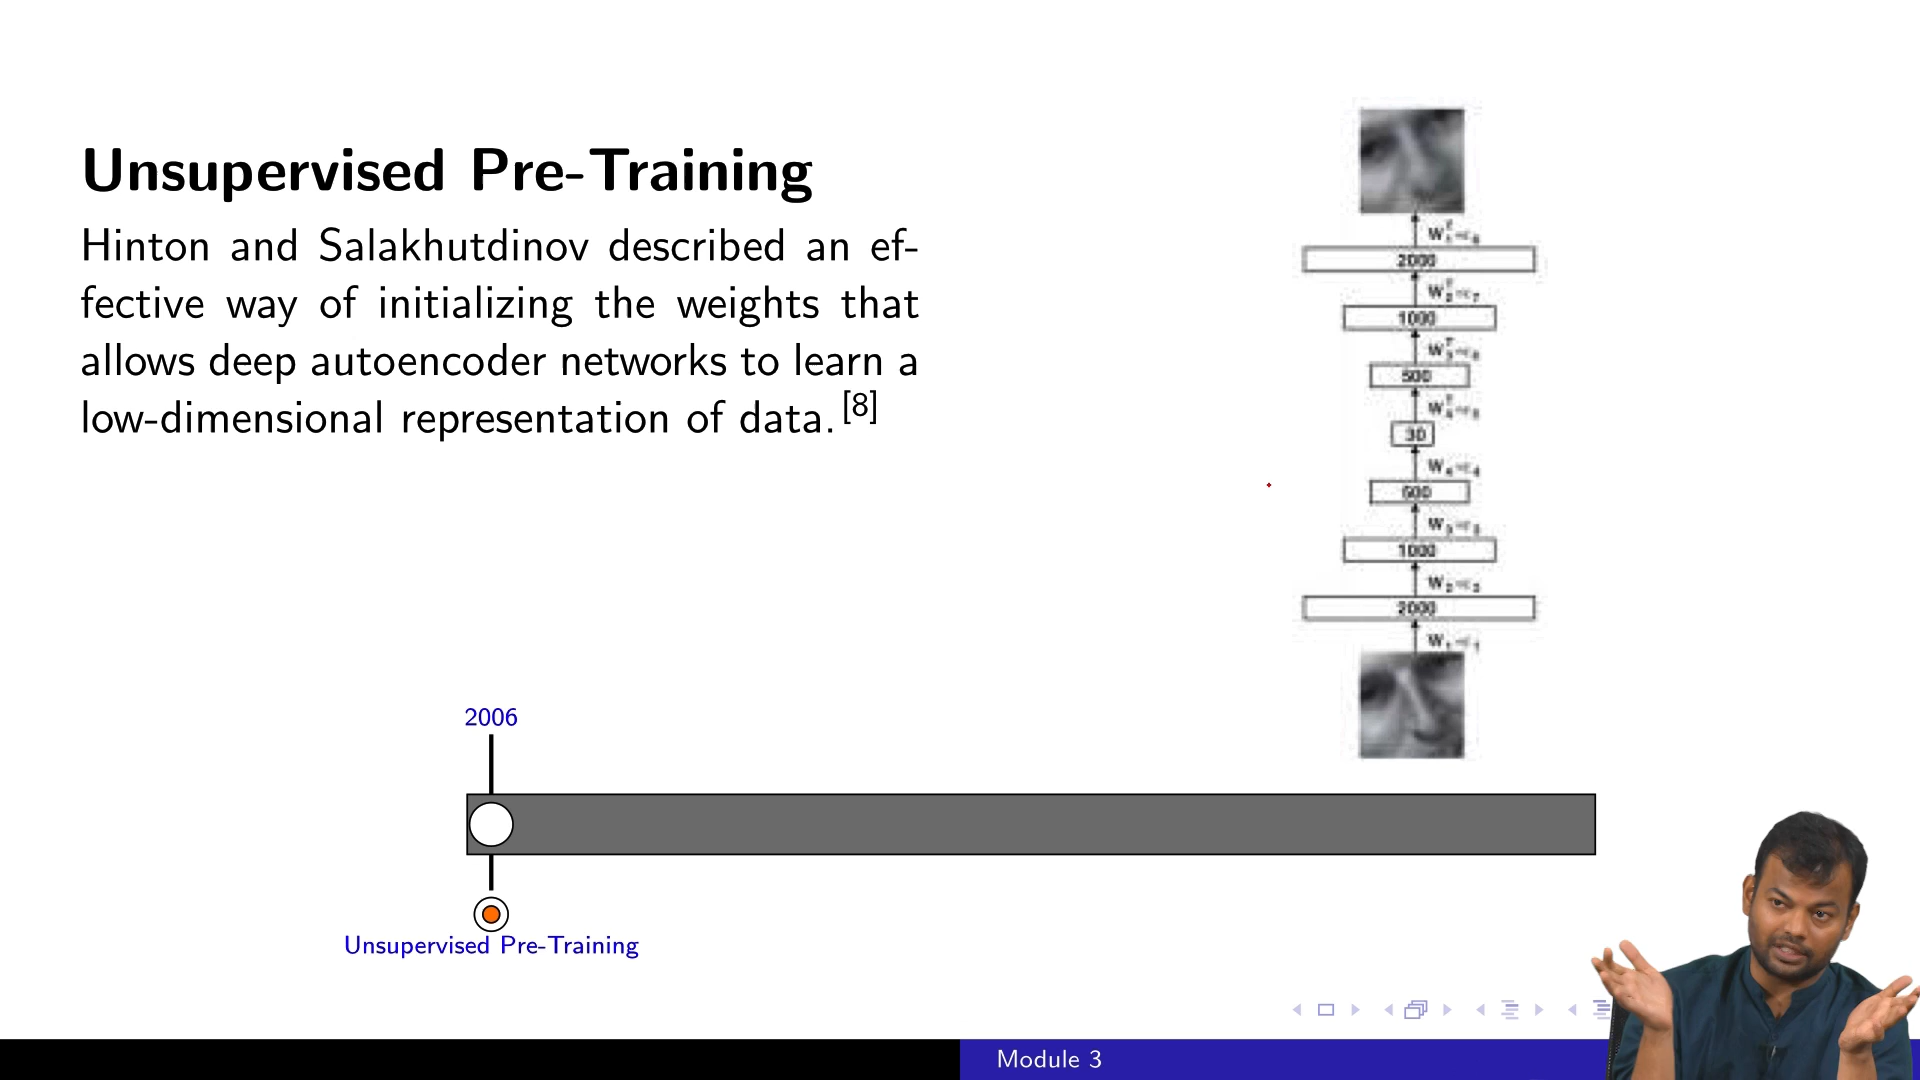 Unsupervised Pre-Training
Hinton and Salakhutdinov described an ef-
fective way of initializing the weights that
allows deep autoencoder networks to learn a
low-dimensional representation of data.[8]
2000
1000
500
30
500
1000
2000
2006
Unsupervised Pre-Training
Module 3